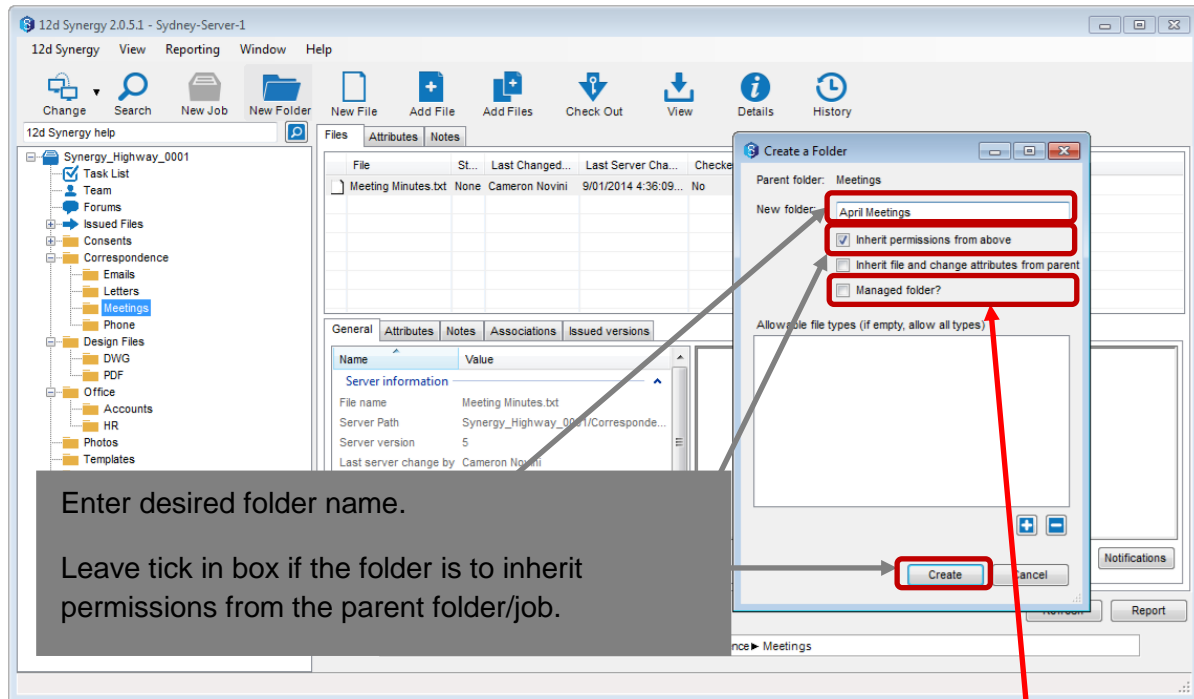 12d Synergy 2.0.5.1 - Sydney-Server-1
12d Synergy View Reporting Window Help
Change Search New Job New Folder New File Add File Add Files Check Out View Details History
12d Synergy help
Synergy_Highway_0001
Task List
Team
Forums
Issued Files
Consents
Correspondence
Emails
Letters
Meetings
Phone
Design Files
DWG
PDF
Office
Accounts
HR
Photos
Templates
Files Attributes Notes
File St... Last Changed... Last Server Cha... Checke
Meeting Minutes.txt None Cameron Novini 9/01/2014 4:36:09... No
General Attributes Notes Associations Issued versions
Name Value
Server information
File name Meeting Minutes.txt
Server Path Synergy_Highway_0001/Corresponde...
Server version 5
Last server change by Cameron Novini
Create a Folder
Parent folder: Meetings
New folder: April Meetings
Inherit permissions from above
Inherit file and change attributes from parent
Managed folder?
Allowable file types (if empty, allow all types)
Create Cancel
Notifications
Refresh Report
nce► Meetings
Enter desired folder name.
Leave tick in box if the folder is to inherit
permissions from the parent folder/job.